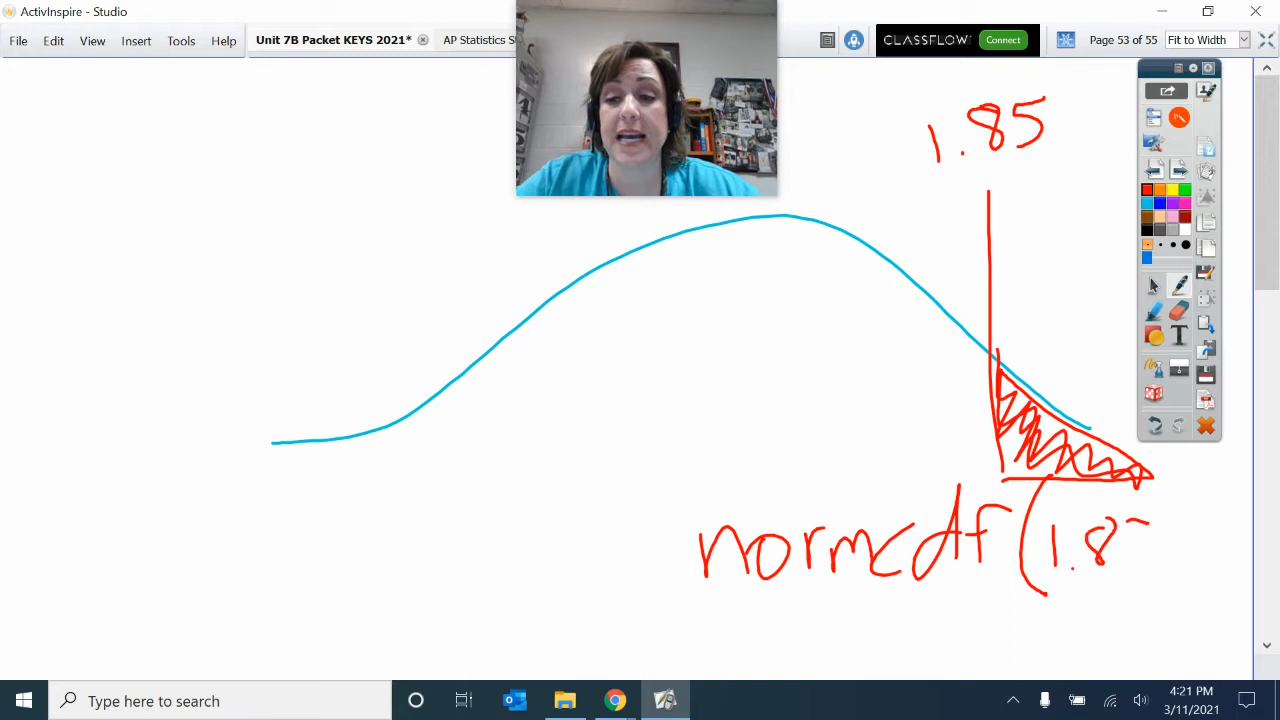 ActivInspire - Studio
File Edit View Tools Help
Unit 7B Packet KEYS 2021* AP Statistics
CLASSFLOW Connect
Page 53 of 55 Fit to Width
1.85
normcdf(1.8
Type here to search
4:21 PM
3/11/2021